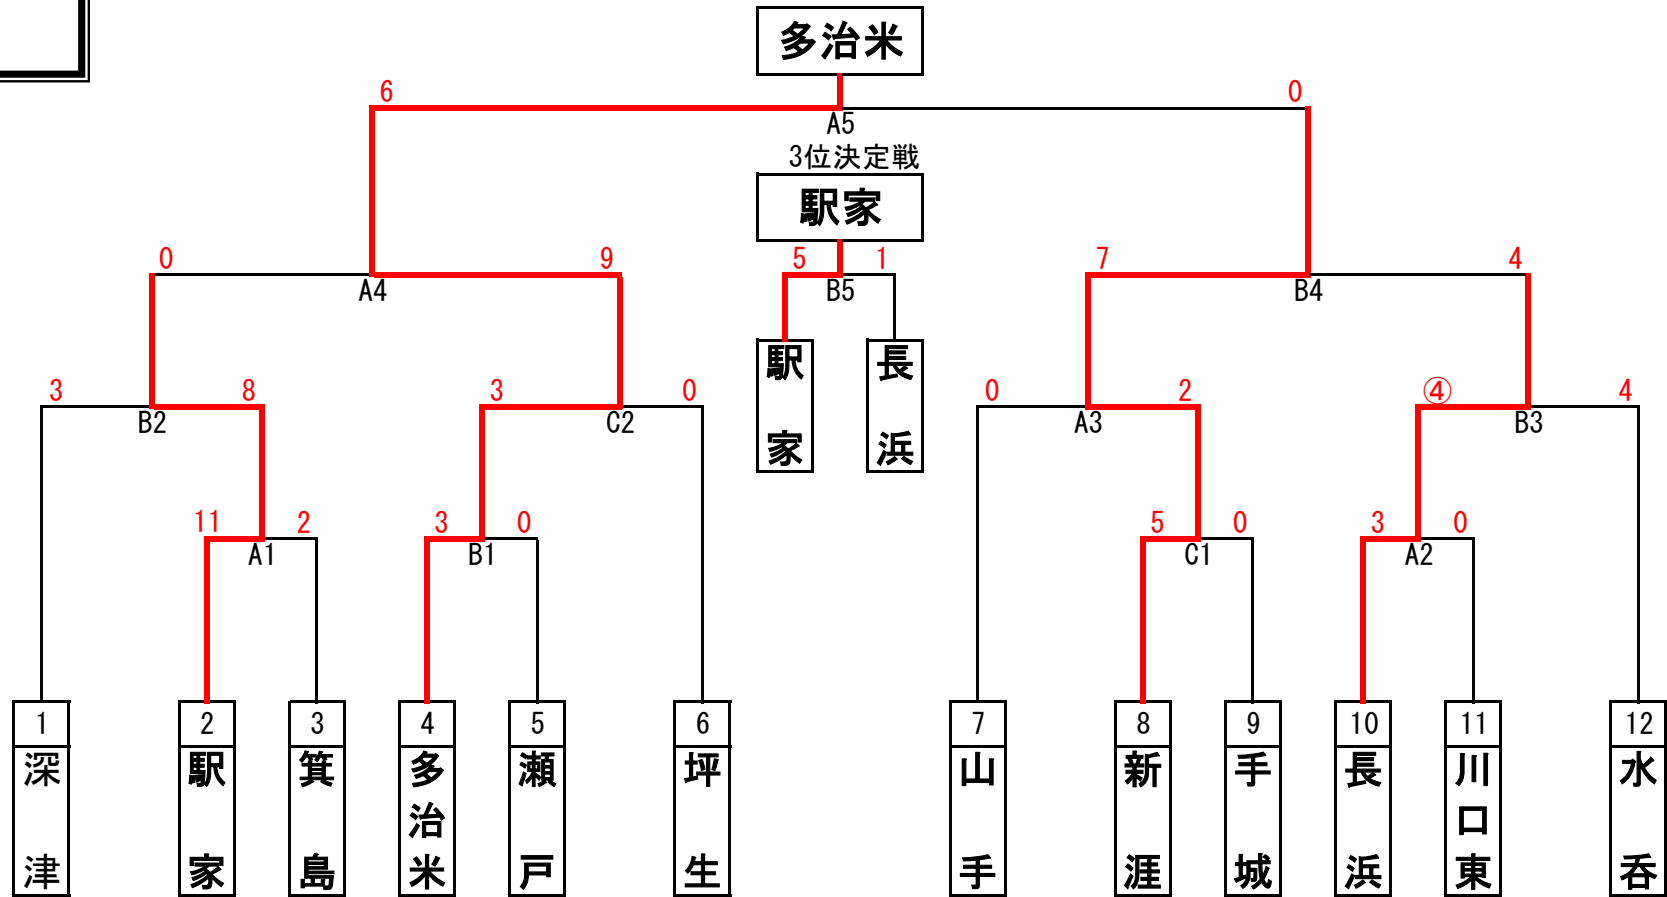 多治米
6 0
A5
3位決定戦
駅家
0 9 5 1 7 4
A4 B5 B4
駅家 長浜
3 8 3 0 0 2 ④ 4
B2 C2 A3 B3
11 2 3 0 5 0 3 0
A1 B1 C1 A2
1 2 3 4 5 6 7 8 9 10 11 12
深津 駅家 箕島 多治米 瀬戸 坪生 山手 新涯 手城 長浜 川口東 水呑